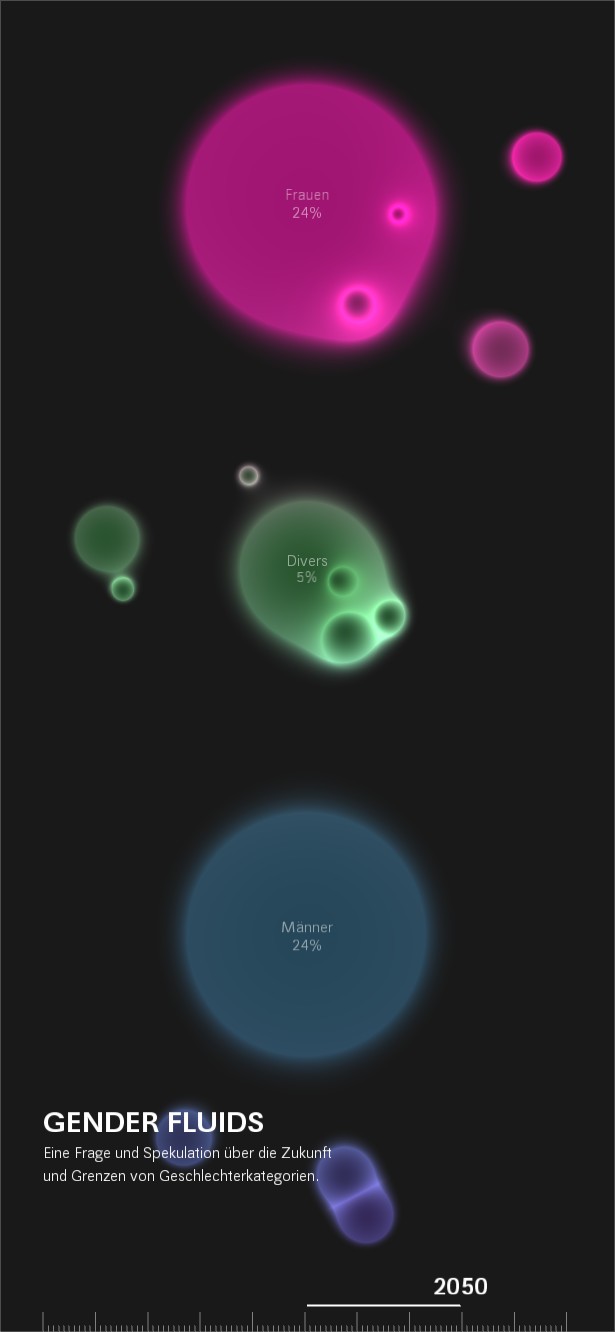 Frauen
24%
Divers
5%
Männer
24%
GENDER FLUIDS
Eine Frage und Spekulation über die Zukunft
und Grenzen von Geschlechterkategorien.
2050